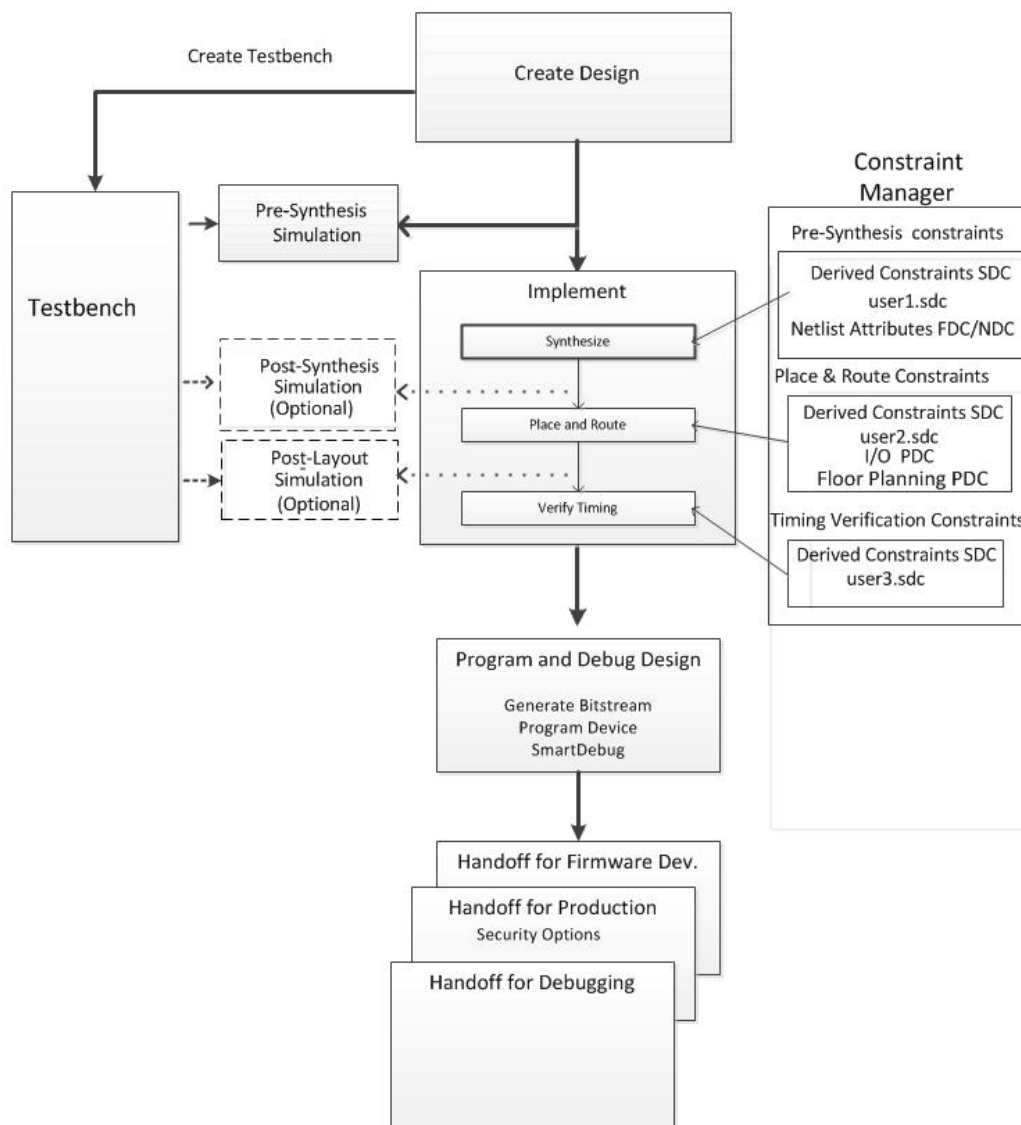 Create Testbench
Create Design
Constraint
Manager
Pre-Synthesis
Simulation
Pre-Synthesis constraints
Derived Constraints SDC
user1.sdc
Netlist Attributes FDC/NDC
Testbench
Implement
Synthesize
Post-Synthesis
Simulation
(Optional)
Place & Route Constraints
Derived Constraints SDC
user2.sdc
I/O PDC
Floor Planning PDC
Place and Route
Post-Layout
Simulation
(Optional)
Verify Timing
Timing Verification Constraints
Derived Constraints SDC
user3.sdc
Program and Debug Design
Generate Bitstream
Program Device
SmartDebug
Handoff for Firmware Dev.
Handoff for Production
Security Options
Handoff for Debugging